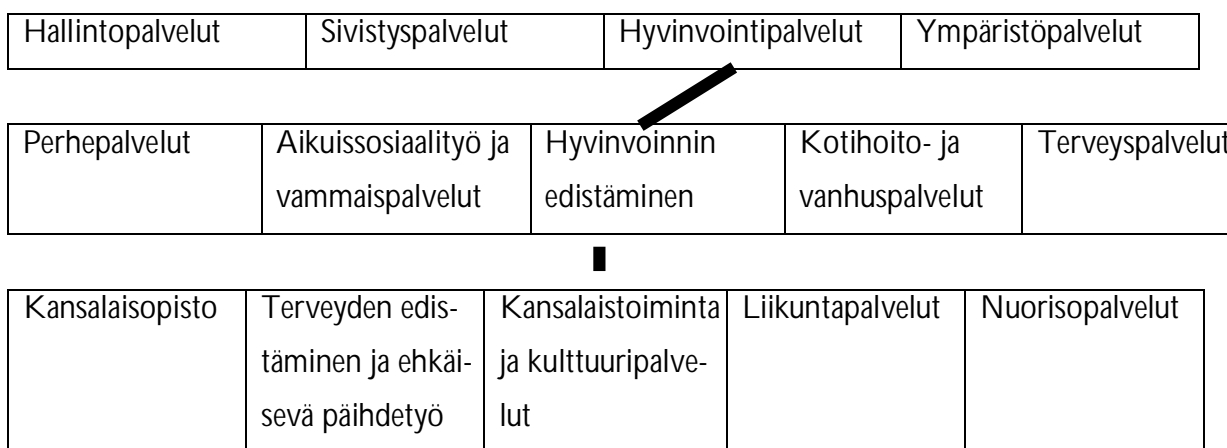 Hallintopalvelut Sivistyspalvelut Hyvinvointipalvelut Ympäristöpalvelut
Perhepalvelut Aikuissosiaalityö ja Hyvinvoinnin Kotihoito- ja Terveyspalvelut
vammaispalvelut edistäminen vanhuspalvelut
Kansalaisopisto Terveyden edis- Kansalaistoiminta Liikuntapalvelut Nuorisopalvelut
täminen ja ehkäi- ja kulttuuripalve-
sevä päihdetyö lut